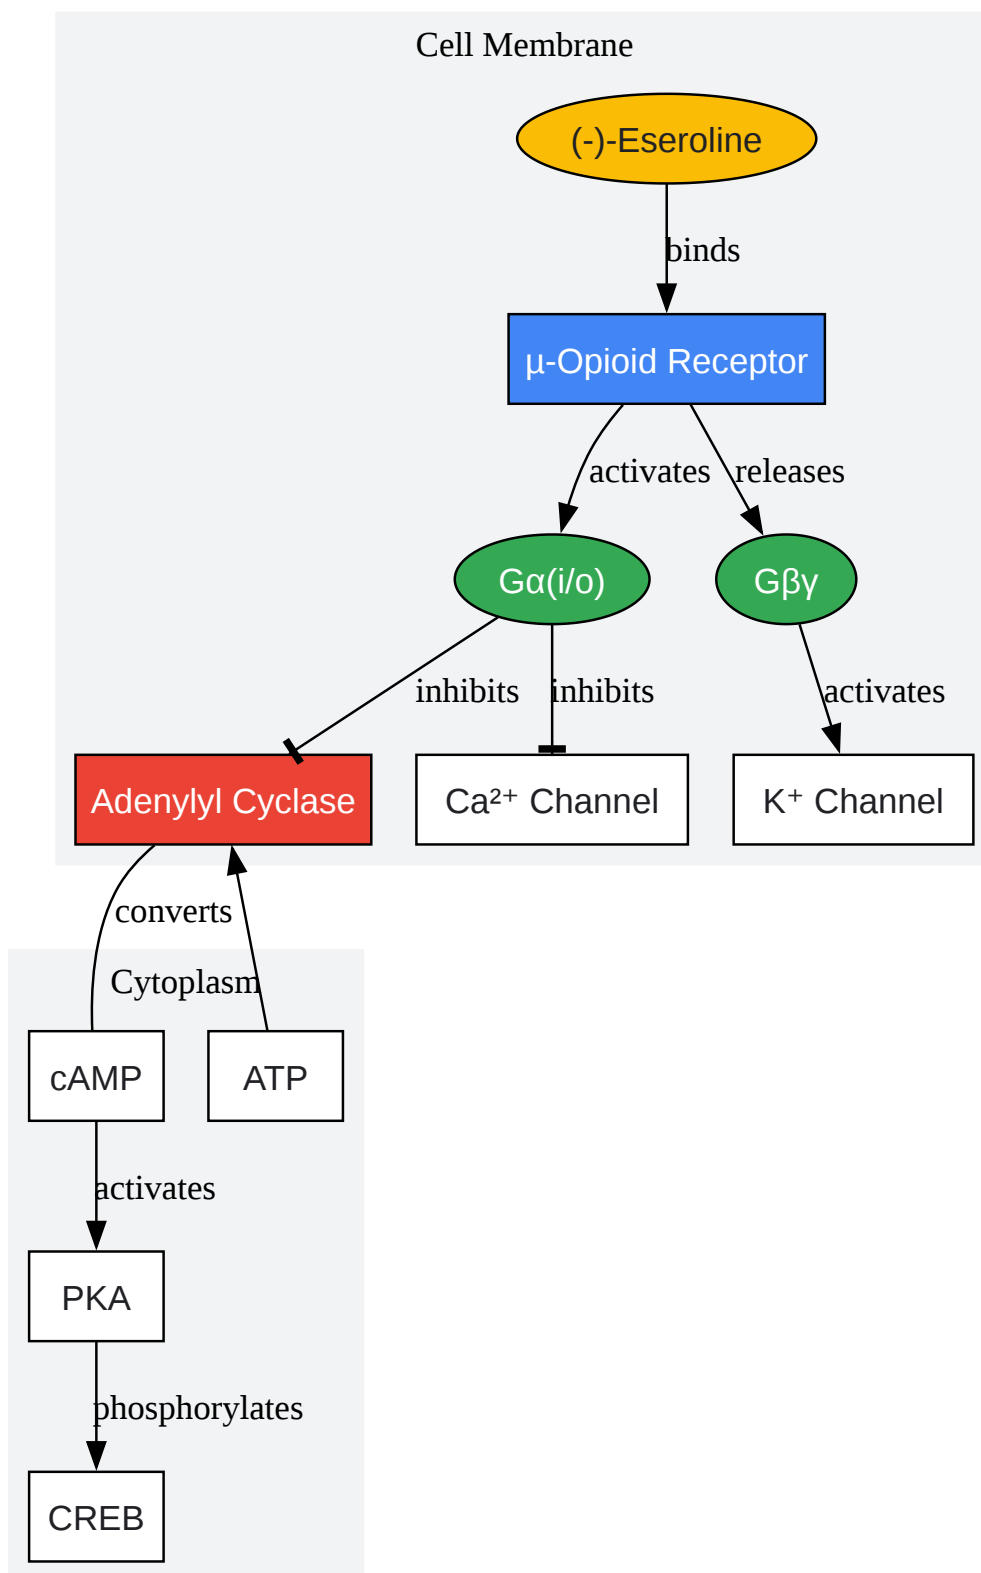 Cell Membrane
(-)-Eseroline
binds
μ-Opioid Receptor
activates
releases
Gα(i/o)
Gβγ
inhibits
inhibits
activates
Adenylyl Cyclase
Ca²⁺ Channel
K⁺ Channel
converts
Cytoplasm
cAMP
ATP
activates
PKA
phosphorylates
CREB